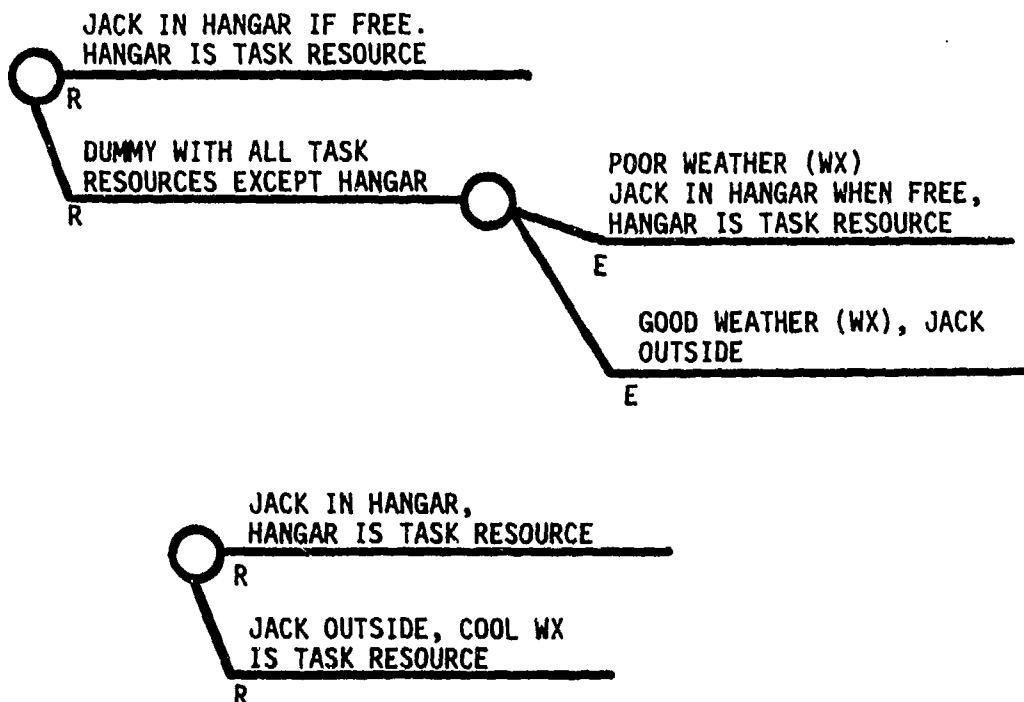 JACK IN HANGAR IF FREE.
HANGAR IS TASK RESOURCE
R
DUMMY WITH ALL TASK
RESOURCES EXCEPT HANGAR
R
POOR WEATHER (WX)
JACK IN HANGAR WHEN FREE,
HANGAR IS TASK RESOURCE
E
GOOD WEATHER (WX), JACK
OUTSIDE
E
JACK IN HANGAR,
HANGAR IS TASK RESOURCE
R
JACK OUTSIDE, COOL WX
IS TASK RESOURCE
R